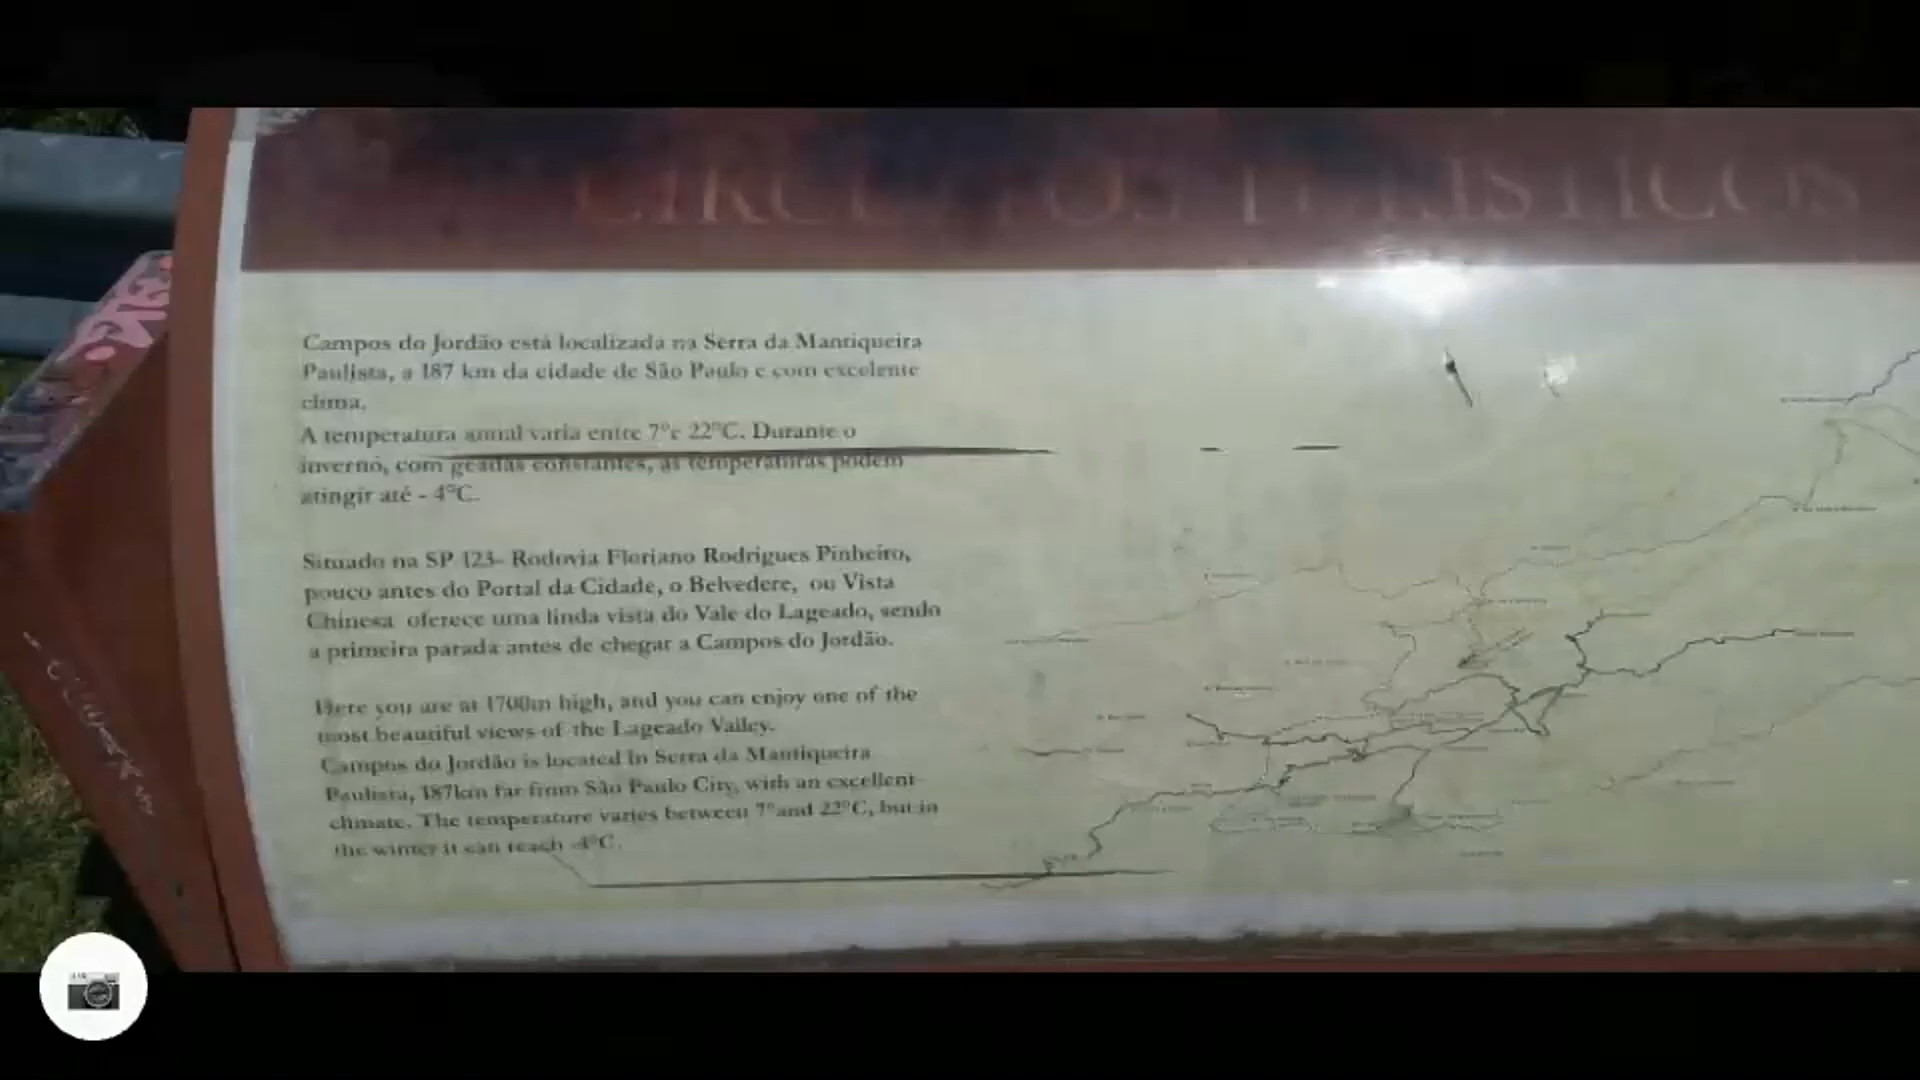 CIRCUITOS TURÍSTICOS
Campos do Jordão está localizada na Serra da Mantiqueira
Paulista, a 187 km da cidade de São Paulo e com excelente
clima.
A temperatura anual varia entre 7°e 22°C. Durante o
inverno, com geadas constantes, as temperaturas podem
atingir até - 4°C.
Situado na SP 123- Rodovia Floriano Rodrigues Pinheiro,
pouco antes do Portal da Cidade, o Belvedere, ou Vista
Chinesa oferece uma linda vista do Vale do Lageado, sendo
a primeira parada antes de chegar a Campos do Jordão.
Here you are at 1700m high, and you can enjoy one of the
most beautiful views of the Lageado Valley.
Campos do Jordão is located in Serra da Mantiqueira
Paulista, 187km far from São Paulo City, with an excellent
climate. The temperature varies between 7°and 22°C, but in
the winter it can reach -4°C.